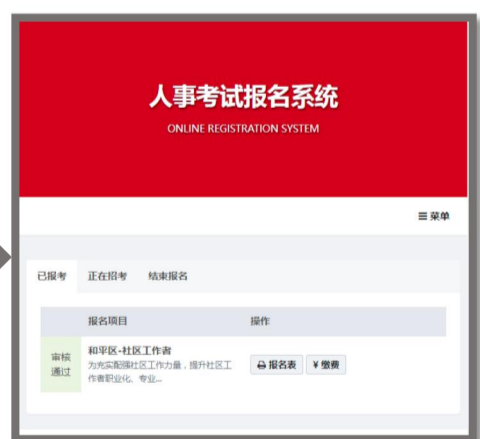 人事考试报名系统
ONLINE REGISTRATION SYSTEM
☰ 菜单
已报考 正在招考 结束报名
报名项目 操作
审核
通过
和平区-社区工作者
为充实配强社区工作力量，提升社区工
作者职业化、专业...
报名表 ¥ 缴费